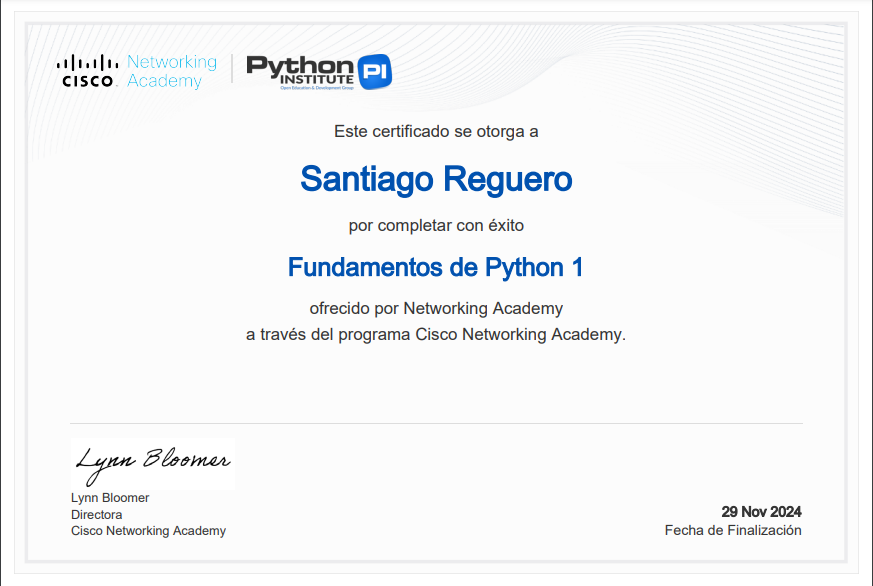 CISCO
Networking
Academy
Python
INSTITUTE
Open Education & Development Group
PI
Este certificado se otorga a
Santiago Reguero
por completar con éxito
Fundamentos de Python 1
ofrecido por Networking Academy
a través del programa Cisco Networking Academy.
Lynn Bloomer
Lynn Bloomer
Directora
Cisco Networking Academy
29 Nov 2024
Fecha de Finalización